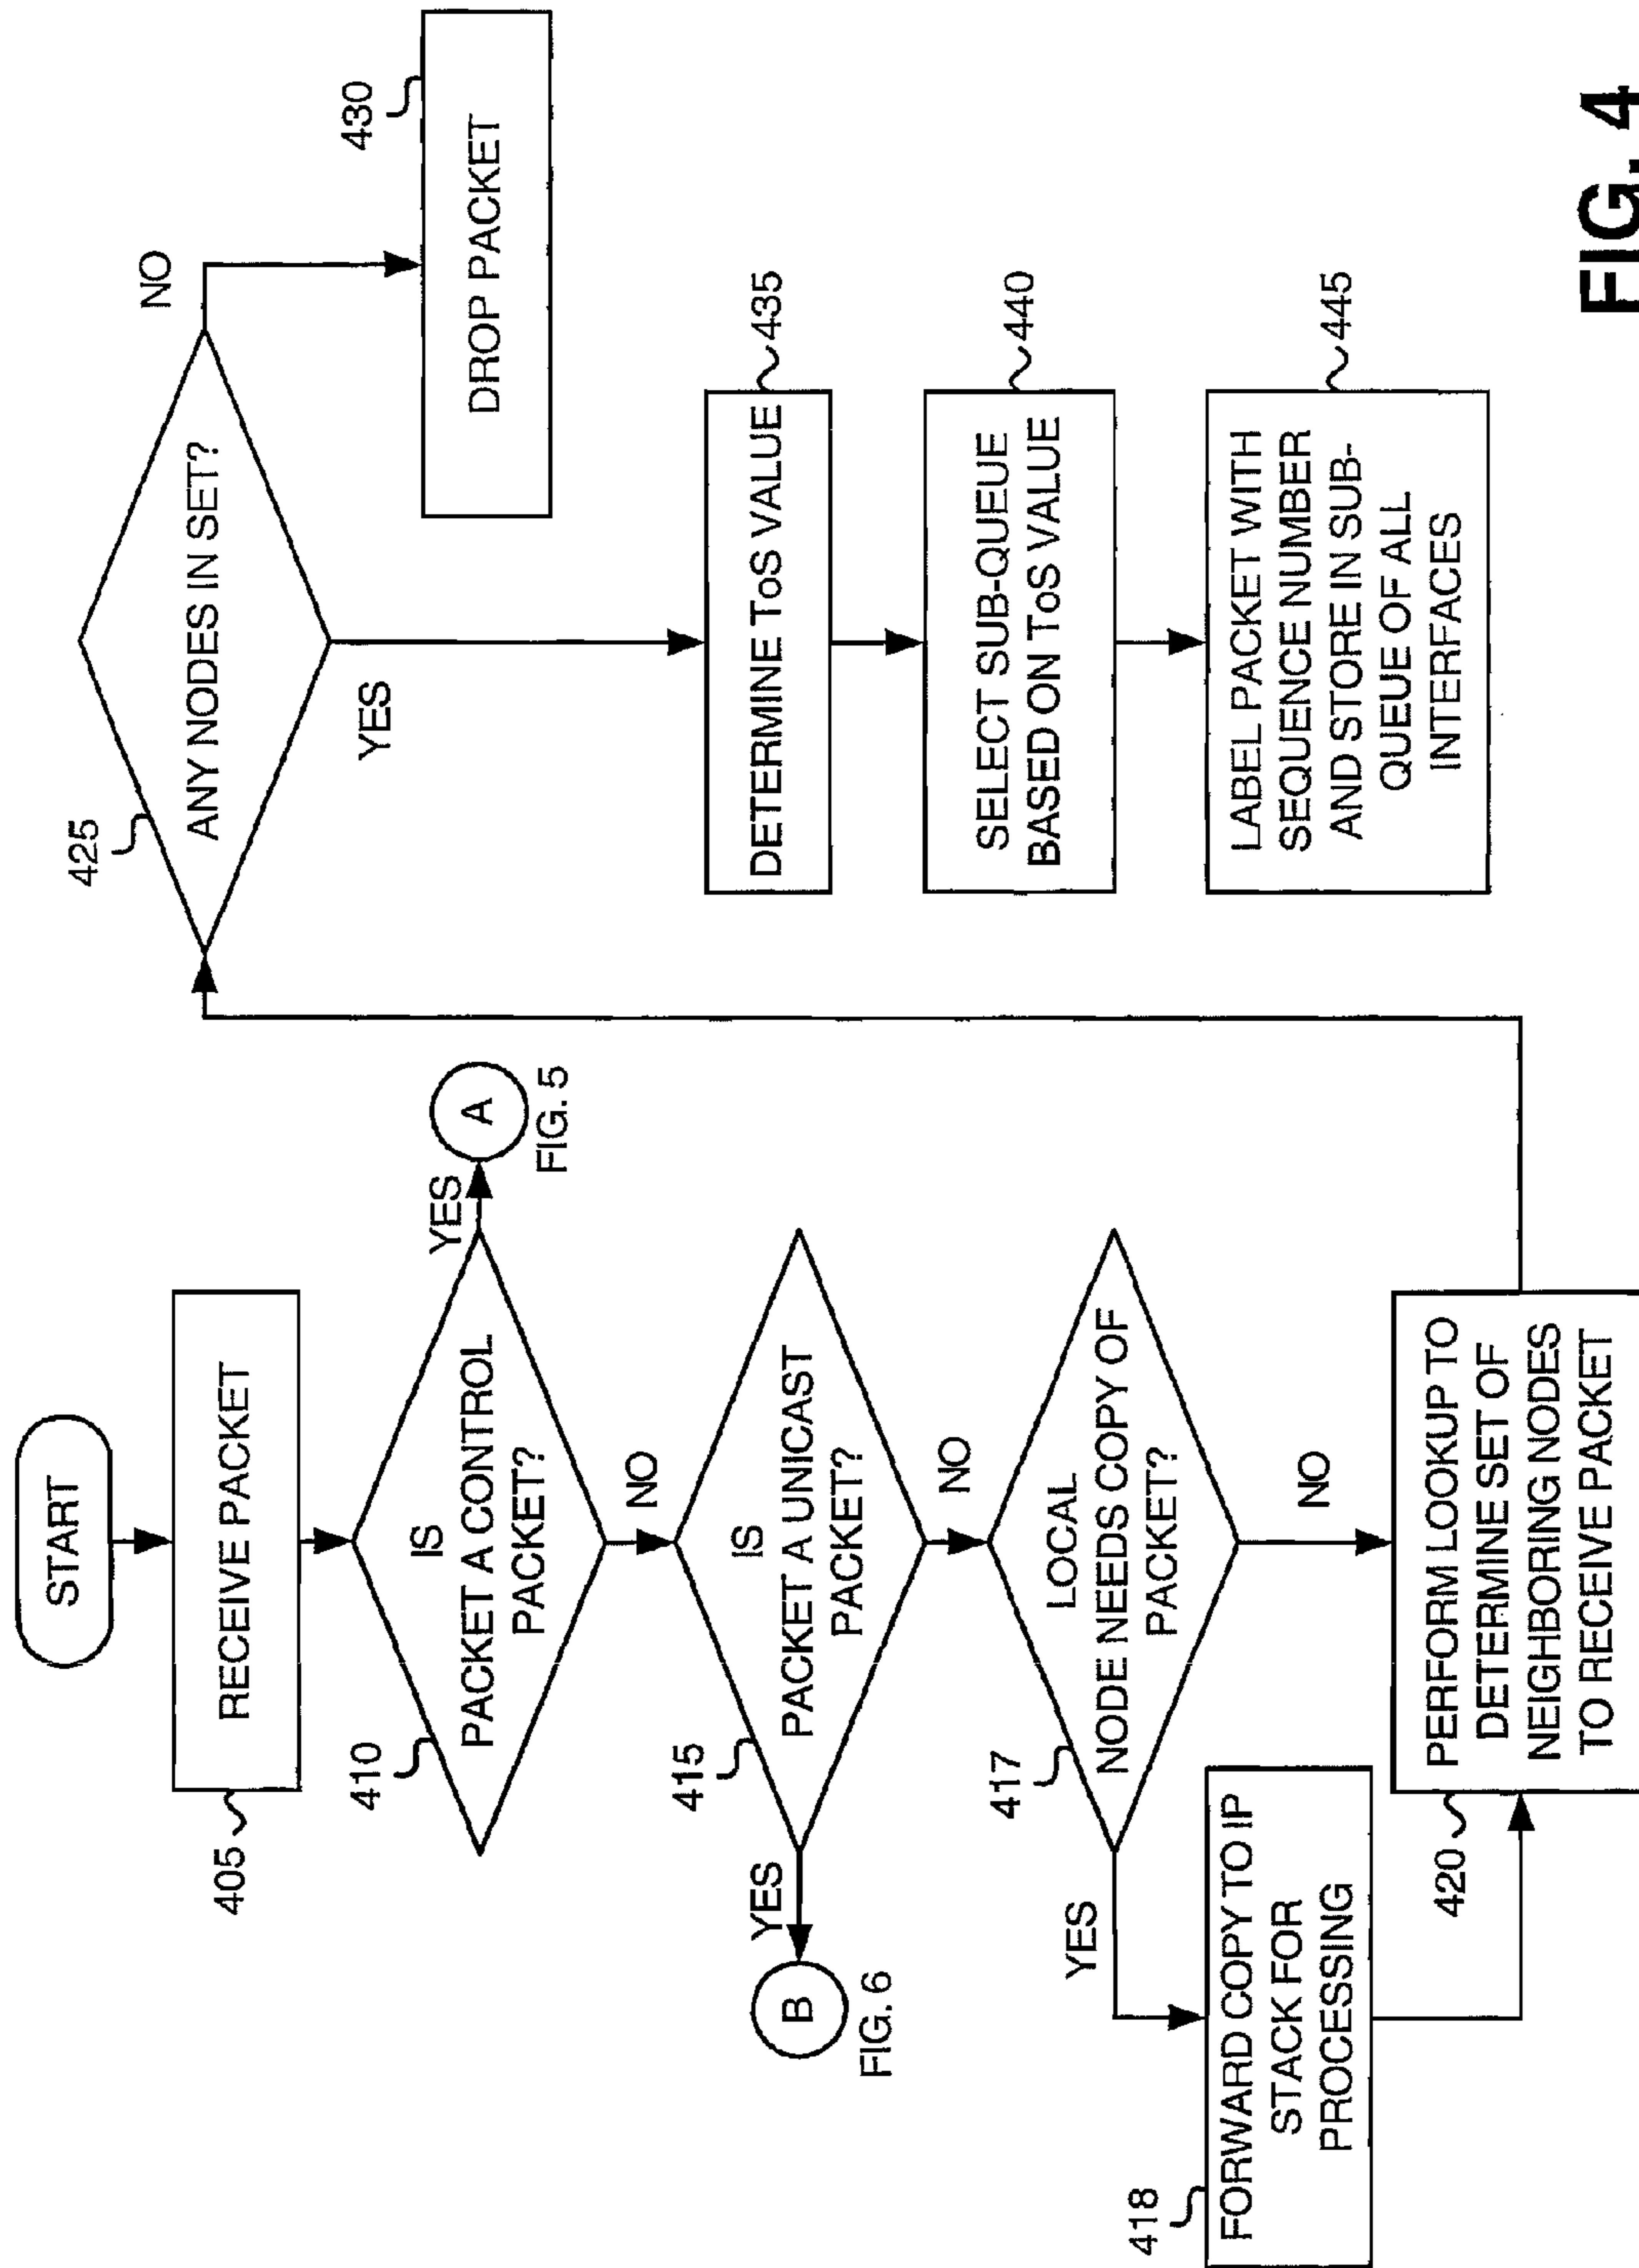 START
RECEIVE PACKET
405
IS
PACKET A CONTROL
PACKET?
410
YES
A
FIG. 5
NO
IS
PACKET A UNICAST
PACKET?
415
YES
B
FIG. 6
NO
LOCAL
NODE NEEDS COPY OF
PACKET?
417
YES
NO
FORWARD COPY TO IP
STACK FOR
PROCESSING
418
PERFORM LOOKUP TO
DETERMINE SET OF
NEIGHBORING NODES
TO RECEIVE PACKET
420
ANY NODES IN SET?
425
NO
DROP PACKET
430
YES
DETERMINE ToS VALUE
435
SELECT SUB-QUEUE
BASED ON ToS VALUE
440
LABEL PACKET WITH
SEQUENCE NUMBER
AND STORE IN SUB-
QUEUE OF ALL
INTERFACES
445
FIG. 4